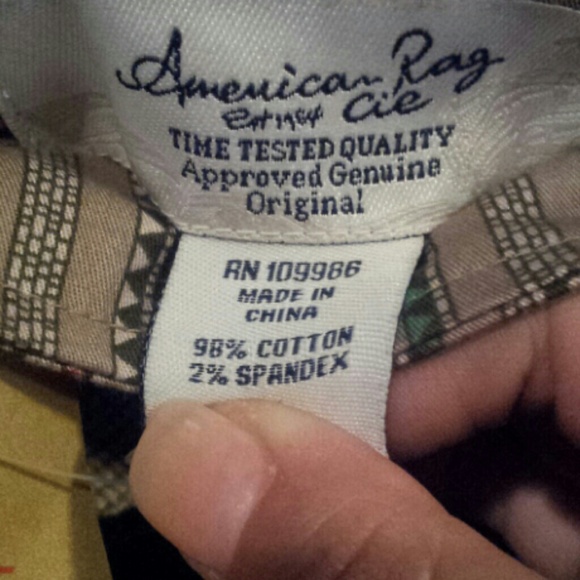 American Rag
Est 1984 Cie
TIME TESTED QUALITY
Approved Genuine
Original
RN 109986
MADE IN
CHINA
98% COTTON
2% SPANDEX